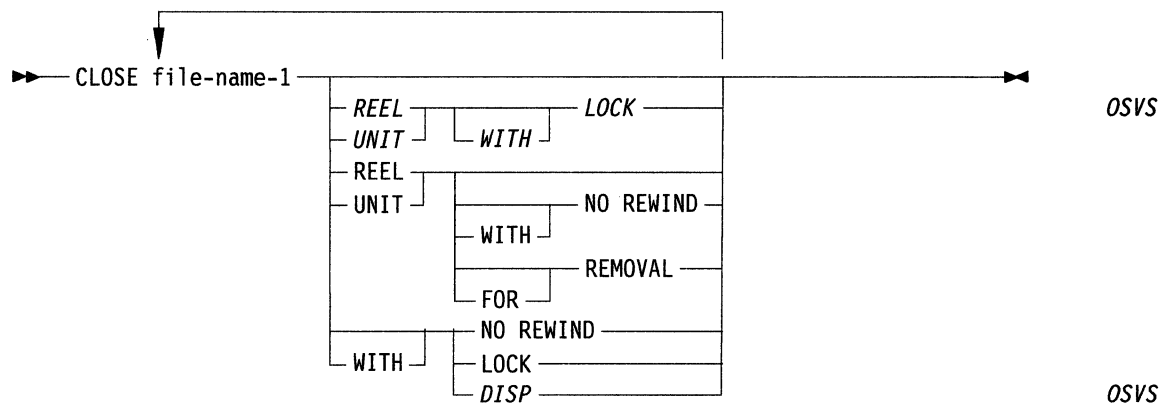 CLOSE file-name-1
REEL LOCK OSVS
UNIT WITH
REEL
UNIT NO REWIND
WITH
REMOVAL
FOR
NO REWIND
WITH LOCK
DISP OSVS